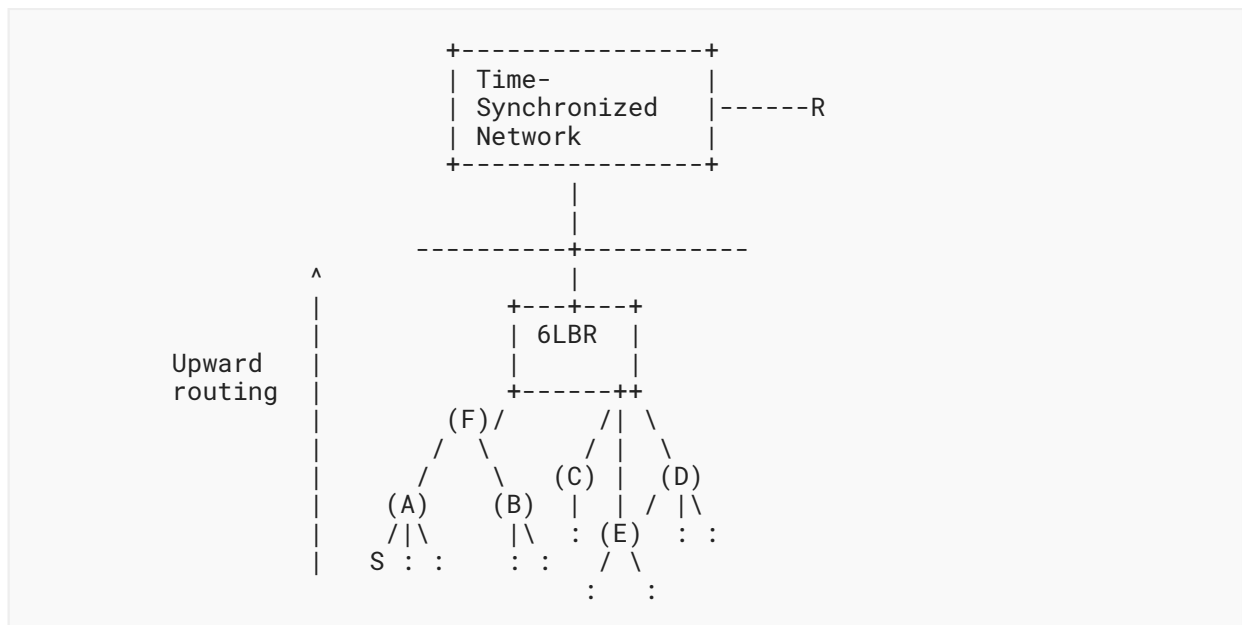 +----------------+
| Time-          |
| Synchronized   |------R
| Network        |
+----------------+
|
|
----------+-----------
^                |
|            +---+---+
|            | 6LBR  |
Upward   |            |       |
routing  |            +------++
|        (F)/      /| \
|       /  \      / |  \
|      /    \   (C) |  (D)
|    (A)    (B)  |  | / |\
|    /|\     |\  : (E)  : :
|   S : :    : :   / \
:   :